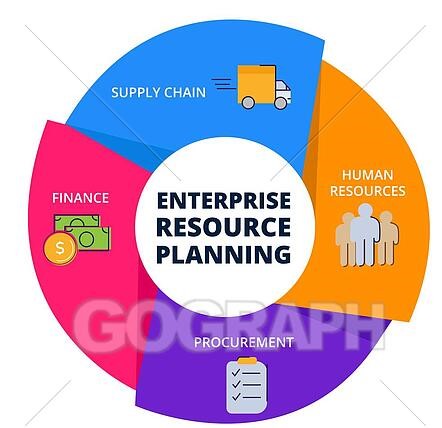 SUPPLY CHAIN
HUMAN
RESOURCES
FINANCE
$
ENTERPRISE
RESOURCE
PLANNING
GOGRAPH
PROCUREMENT